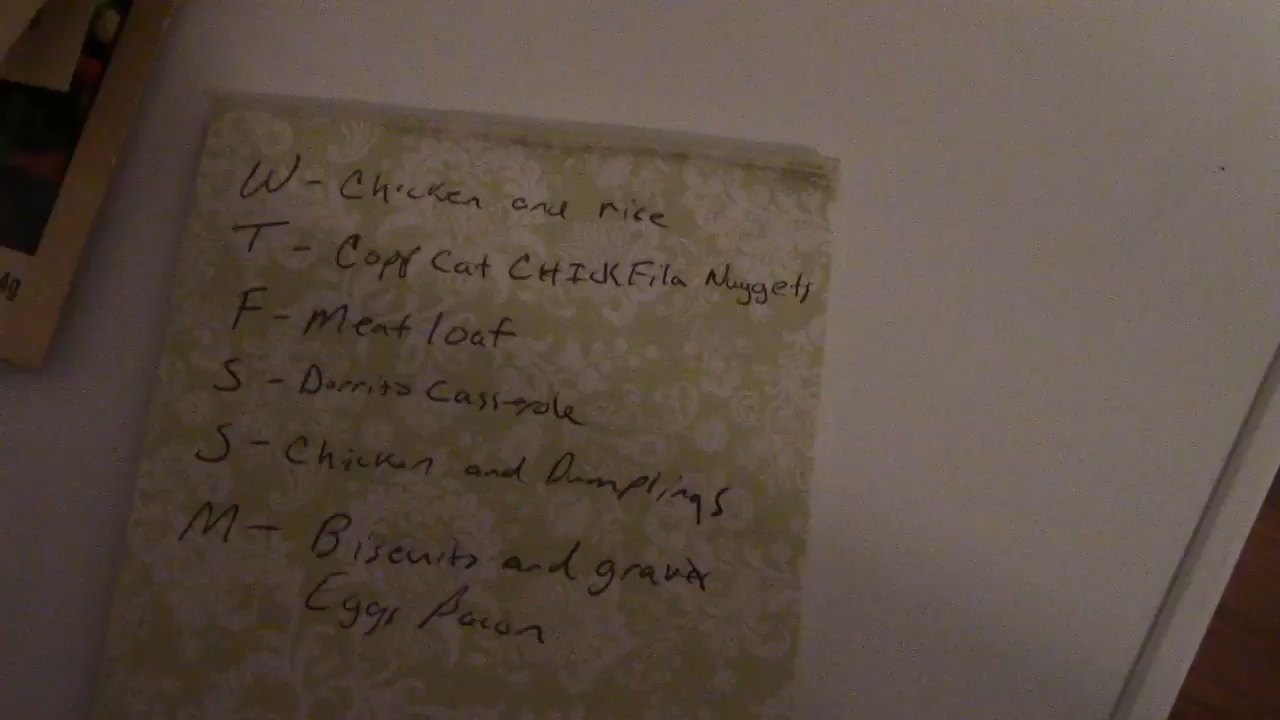 W - Chicken and rice
T - Copy Cat CHICKFila Nuggets
F - Meat loaf
S - Dorrito Casserole
S - Chicken and Dumplings
M - Biscuits and gravy
Eggs Bacon
4g